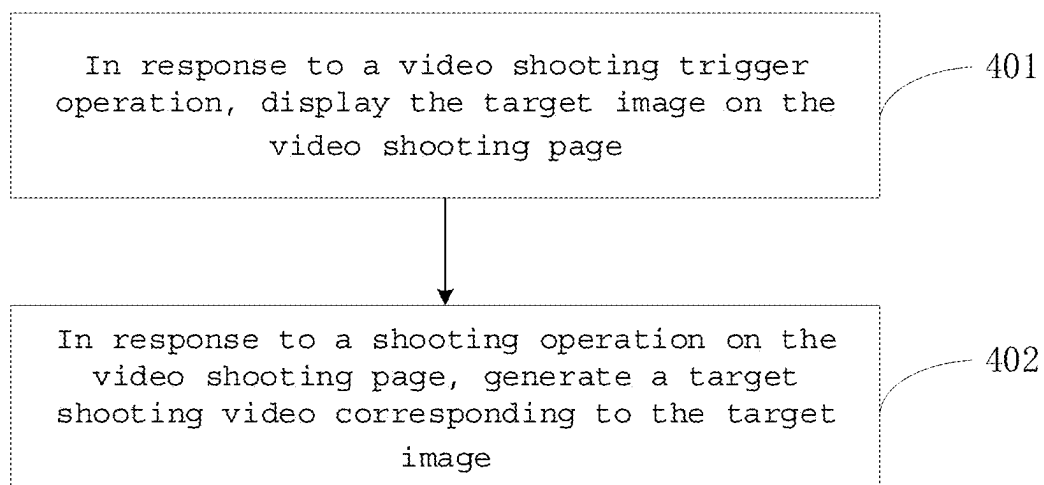 In response to a video shooting trigger
operation, display the target image on the
video shooting page
401
In response to a shooting operation on the
video shooting page, generate a target
shooting video corresponding to the target
image
402